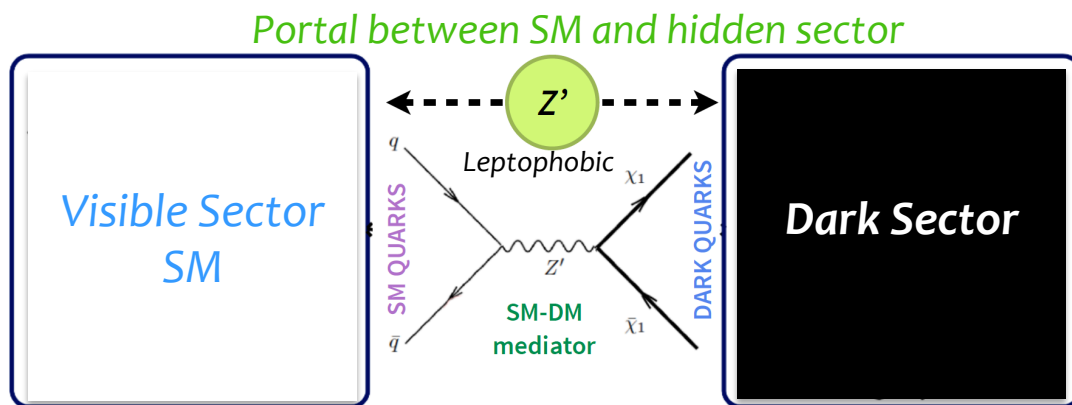 Portal between SM and hidden sector
Z'
Leptophobic
Visible Sector
SM
SM QUARKS
q
q̄
Z′
SM-DM
mediator
χ1
χ̄1
DARK QUARKS
Dark Sector